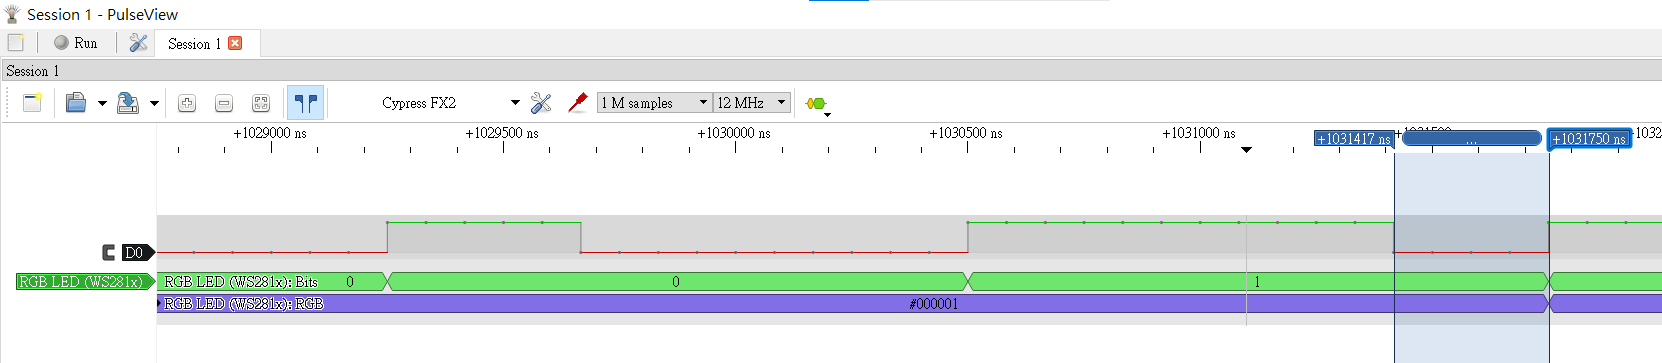 Session 1 - PulseView
Run
Session 1
Session 1
Cypress FX2
1 M samples
12 MHz
+1029000 ns
+1029500 ns
+1030000 ns
+1030500 ns
+1031000 ns
+1031417 ns
+1031500
...
+1031750 ns
+1032
D0
RGB LED (WS281x)
RGB LED (WS281x): Bits
0
0
1
RGB LED (WS281x): RGB
#000001